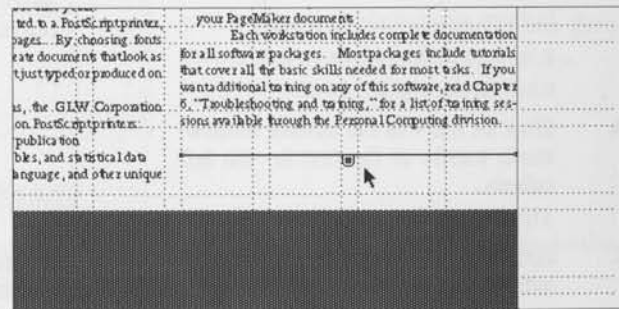 ted to a PostScript printer,
pages. By choosing fonts
eate documents that look as
t just typed or produced on
ns, the GLW Corporation
on PostScript printers:
publication
bles, and statistical data
anguage, and other unique
your PageMaker documents
Each workstation includes complete documentation
for all software packages. Most packages include tutorials
that cover all the basic skills needed for most tasks. If you
want additional training on any of this software, read Chapter
6, "Troubleshooting and training," for a list of training ses-
sions available through the Personal Computing division.